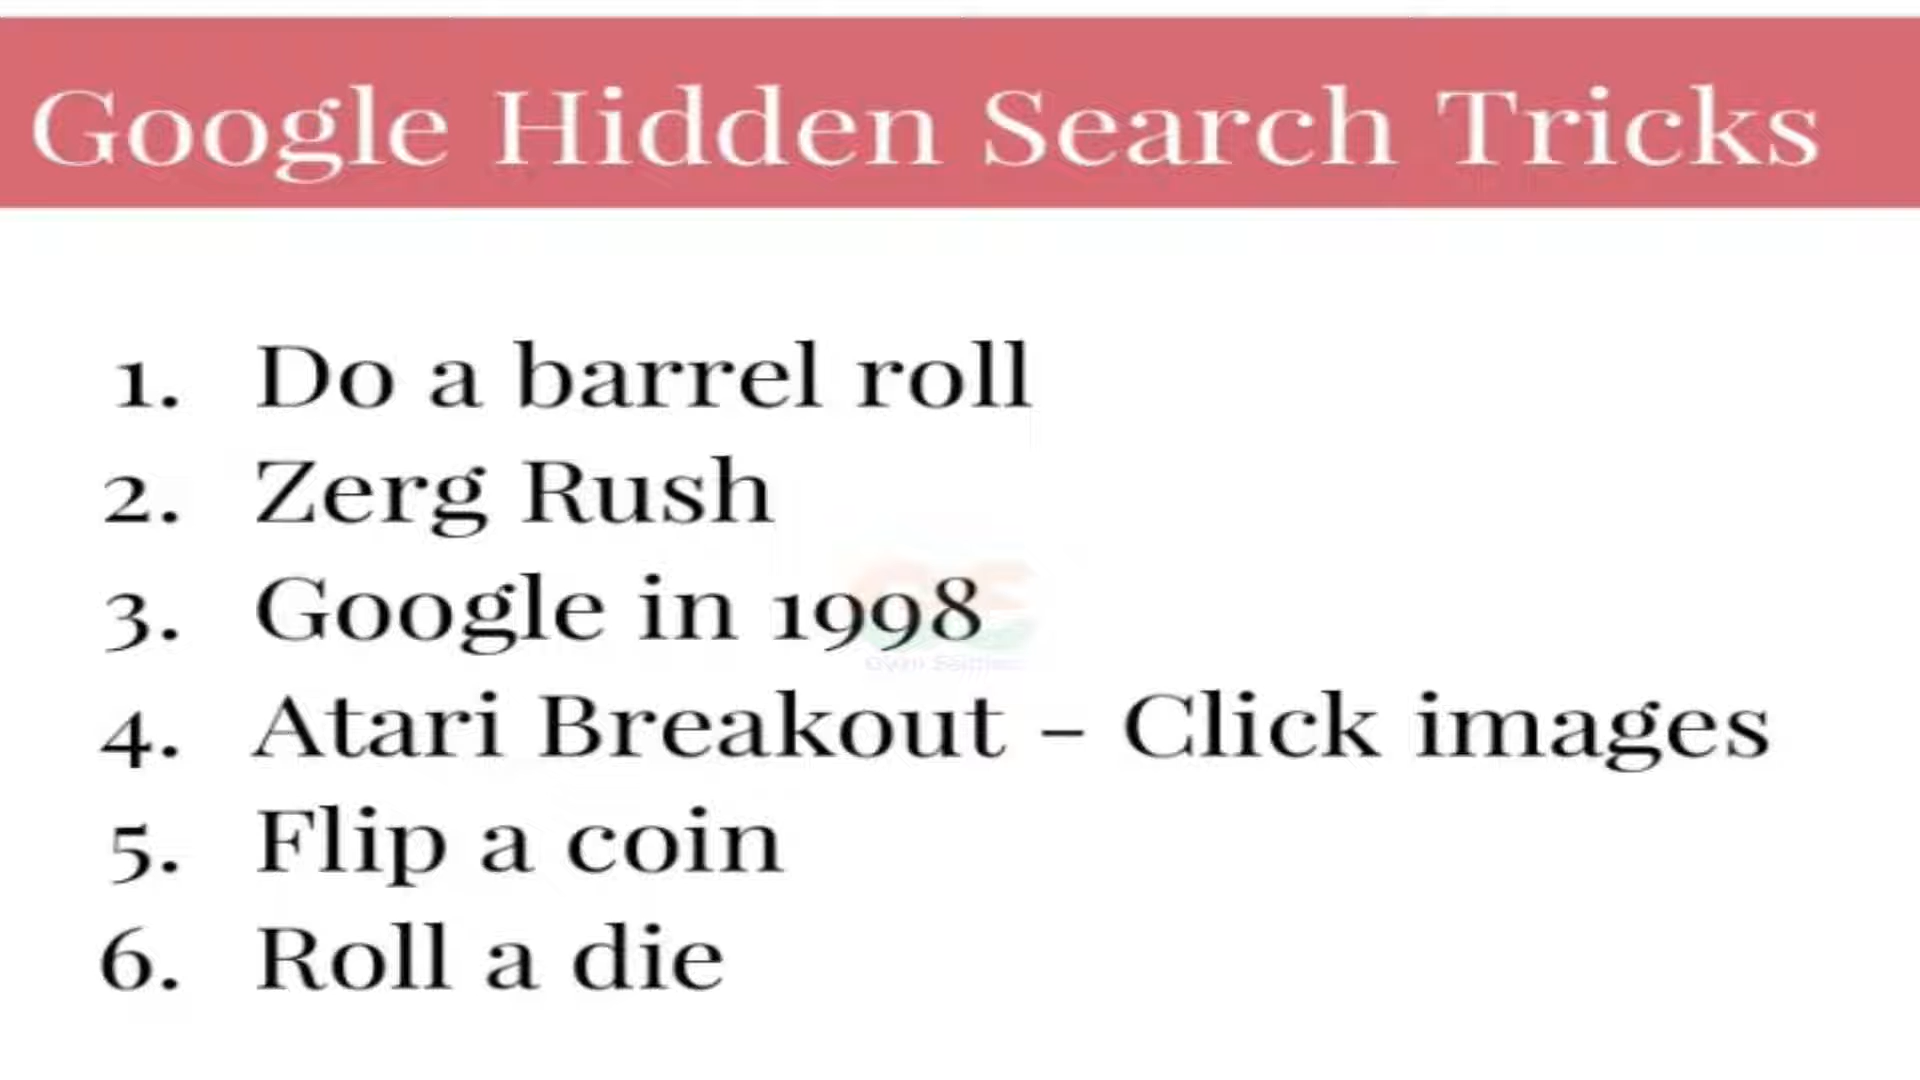 Google Hidden Search Tricks
1. Do a barrel roll
2. Zerg Rush
3. Google in 1998
4. Atari Breakout – Click images
5. Flip a coin
6. Roll a die